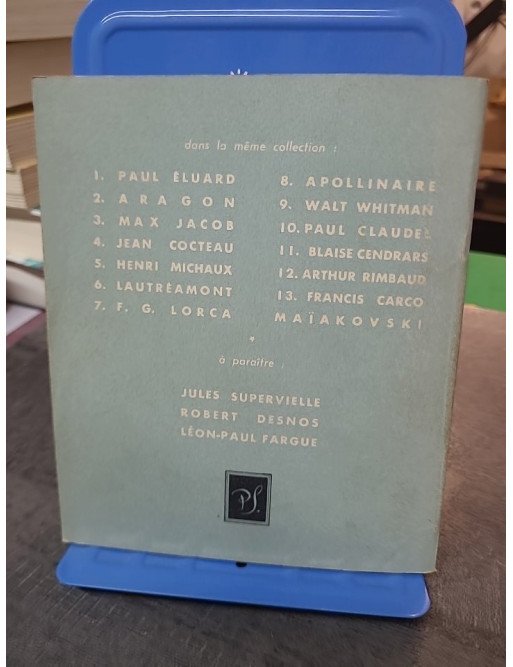 dans la même collection :
1. PAUL ÉLUARD
2. ARAGON
3. MAX JACOB
4. JEAN COCTEAU
5. HENRI MICHAUX
6. LAUTRÉAMONT
7. F. G. LORCA
8. APOLLINAIRE
9. WALT WHITMAN
10. PAUL CLAUDEL
11. BLAISE CENDRARS
12. ARTHUR RIMBAUD
13. FRANCIS CARCO
MAÏAKOVSKI
à paraître :
JULES SUPERVIELLE
ROBERT DESNOS
LÉON-PAUL FARGUE
PS.